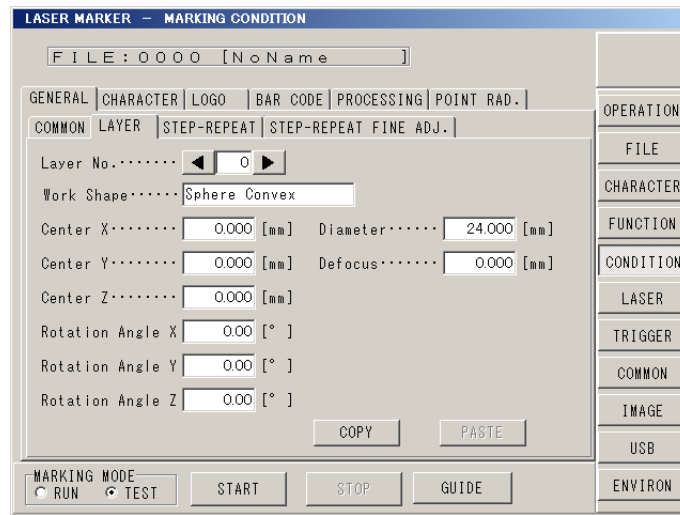 LASER MARKER − MARKING CONDITION
FILE:0000 [NoName ]
GENERAL CHARACTER LOGO BAR CODE PROCESSING POINT RAD.
COMMON LAYER STEP-REPEAT STEP-REPEAT FINE ADJ.
Layer No.······· 0
Work Shape······ Sphere Convex
Center X········ 0.000 [mm] Diameter······ 24.000 [mm]
Center Y········ 0.000 [mm] Defocus······· 0.000 [mm]
Center Z········ 0.000 [mm]
Rotation Angle X 0.00 [° ]
Rotation Angle Y 0.00 [° ]
Rotation Angle Z 0.00 [° ]
COPY PASTE
MARKING MODE
RUN TEST START STOP GUIDE
OPERATION
FILE
CHARACTER
FUNCTION
CONDITION
LASER
TRIGGER
COMMON
IMAGE
USB
ENVIRON